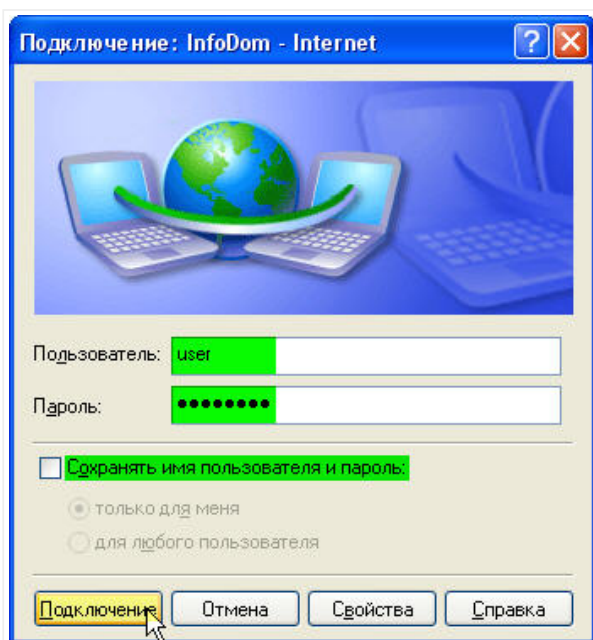 Подключение: InfoDom - Internet
Пользователь: user
Пароль: ●●●●●●●●
Сохранять имя пользователя и пароль:
только для меня
для любого пользователя
Подключение Отмена Свойства Справка